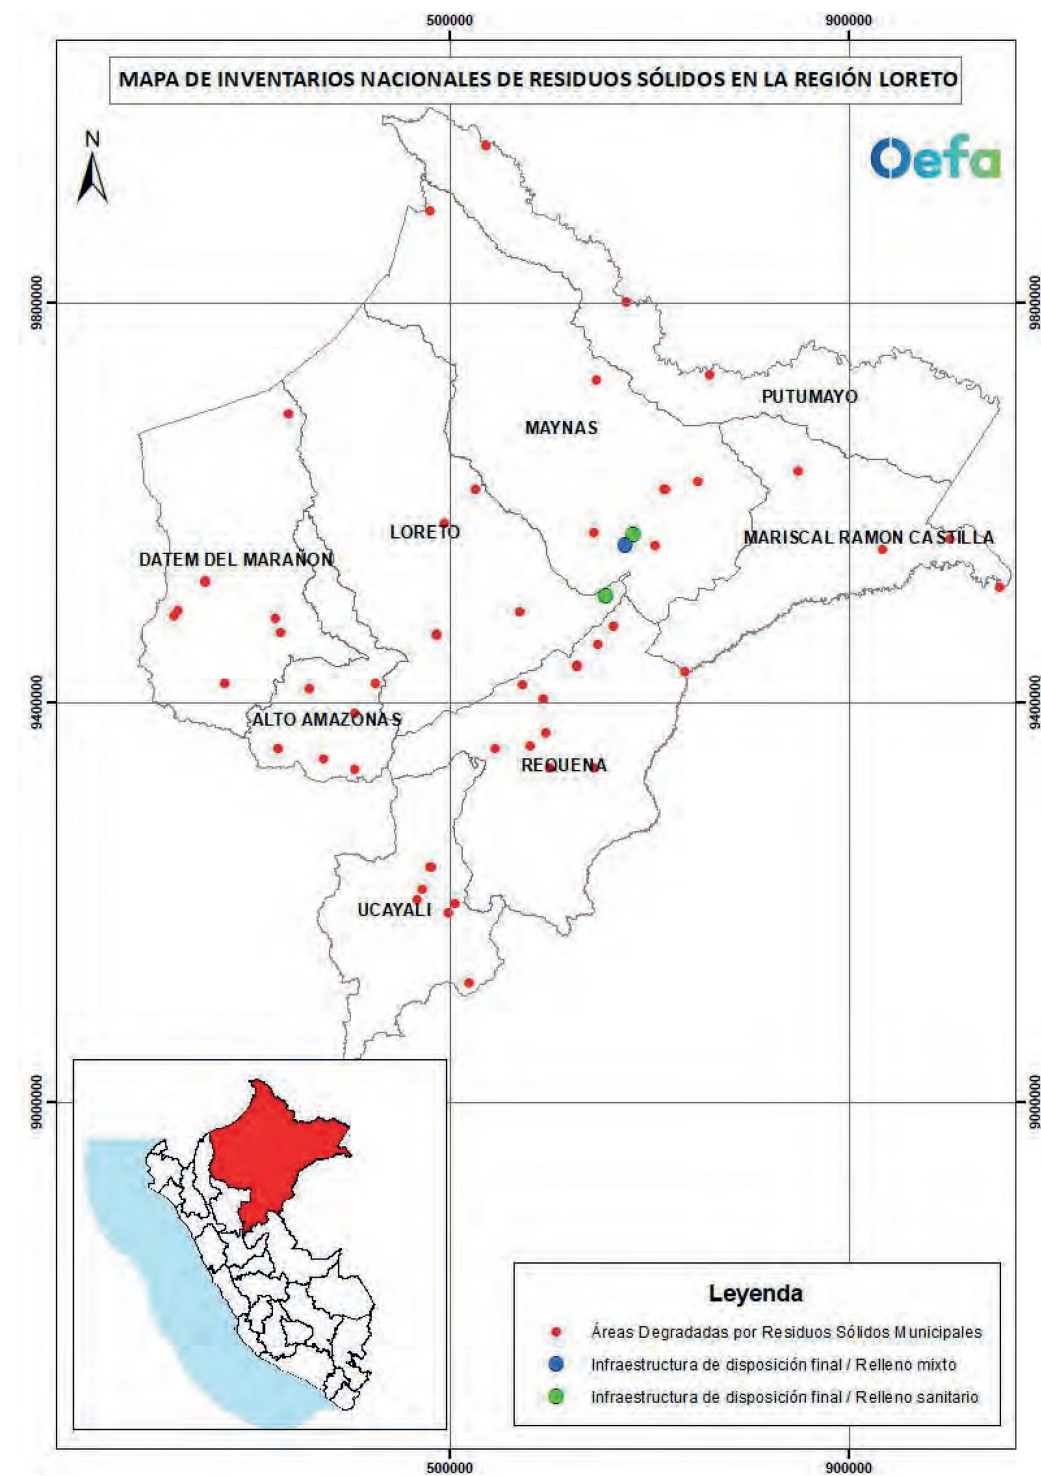 500000
900000
MAPA DE INVENTARIOS NACIONALES DE RESIDUOS SÓLIDOS EN LA REGIÓN LORETO
N
Oefa
9800000
9800000
PUTUMAYO
MAYNAS
LORETO
MARISCAL RAMON CASTILLA
DATEM DEL MARAÑON
9400000
9400000
ALTO AMAZONAS
REQUENA
UCAYALI
9000000
9000000
Leyenda
Áreas Degradadas por Residuos Sólidos Municipales
Infraestructura de disposición final / Relleno mixto
Infraestructura de disposición final / Relleno sanitario
500000
900000